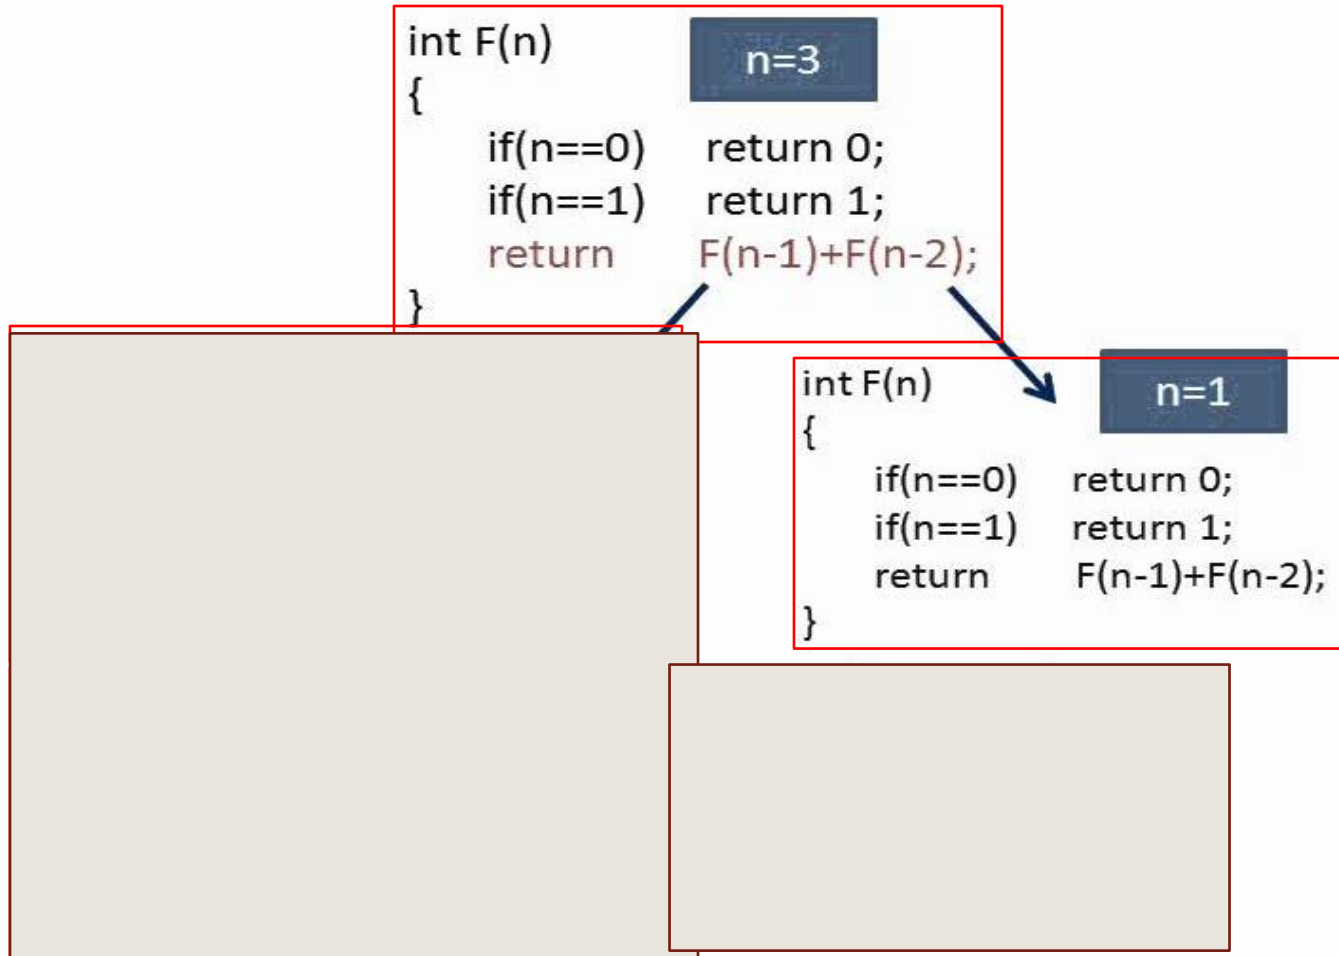 int F(n)
n=3
{
if(n==0) return 0;
if(n==1) return 1;
return F(n-1)+F(n-2);
}
int F(n)
n=1
{
if(n==0) return 0;
if(n==1) return 1;
return F(n-1)+F(n-2);
}